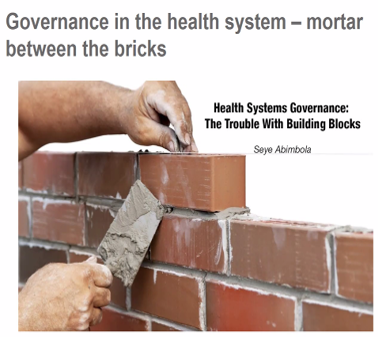 Governance in the health system – mortar
between the bricks
Health Systems Governance:
The Trouble With Building Blocks
Seye Abimbola